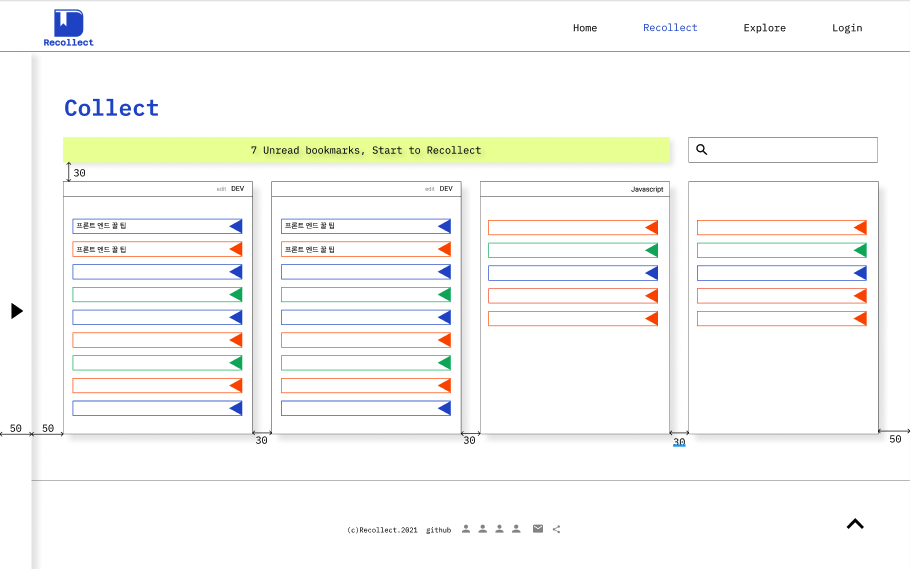 Recollect
Home Recollect Explore Login
Collect
7 Unread bookmarks, Start to Recollect
30
edit DEV
프론트 엔드 꿀 팁
프론트 엔드 꿀 팁
edit DEV
프론트 엔드 꿀 팁
프론트 엔드 꿀 팁
Javascript
50 50 30 30 30 50
(c)Recollect.2021 github